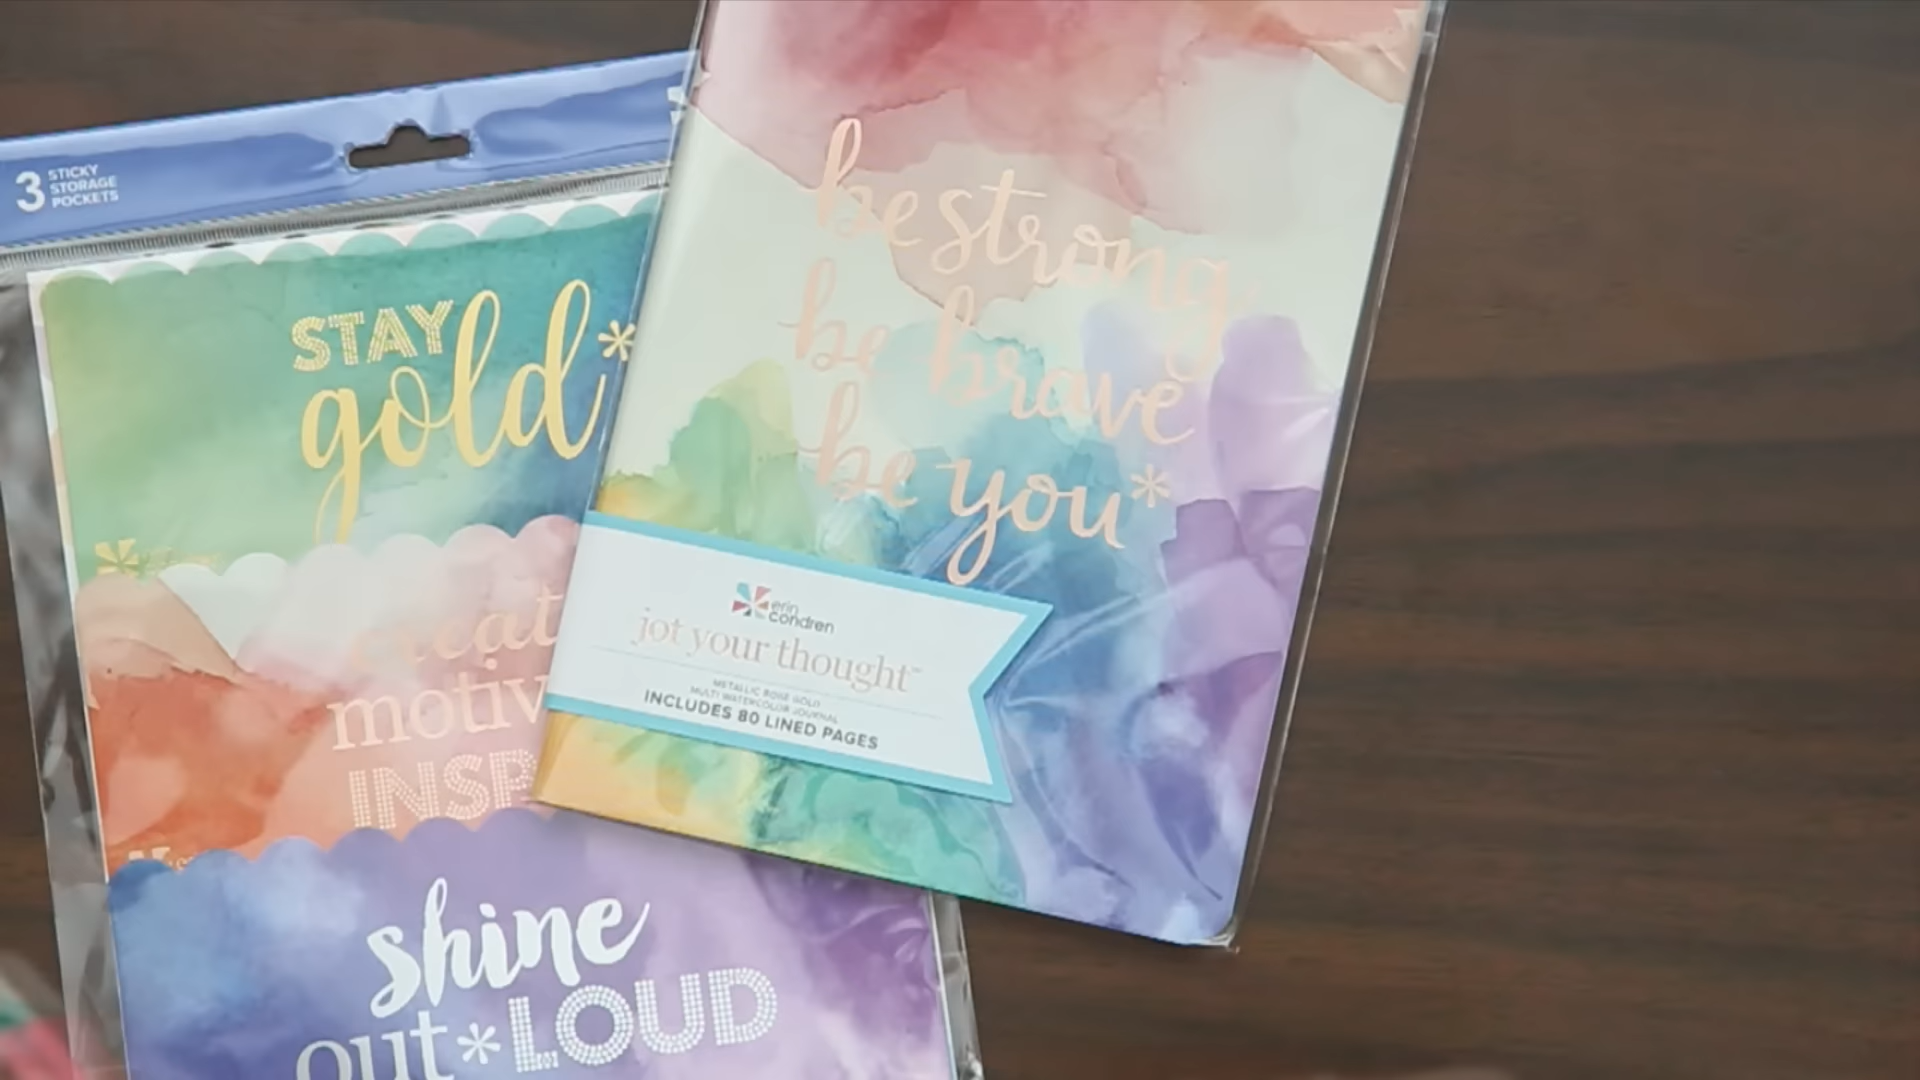 3 STICKY
STORAGE
POCKETS
STAY
gold*
motiv
INSP
shine
out*LOUD
be strong
be brave
be you*
erin
condren
jot your thought™
METALLIC ROSE GOLD
MULTI WATERCOLOR JOURNAL
INCLUDES 80 LINED PAGES